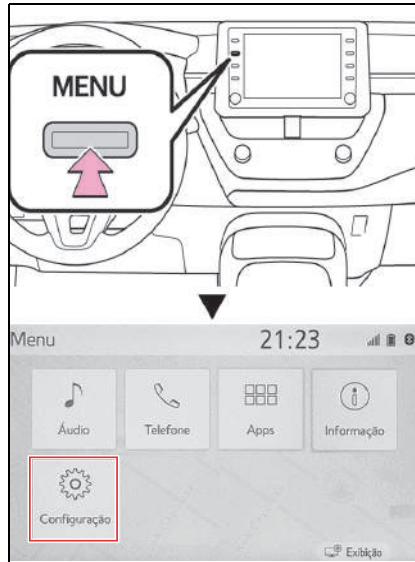 MENU
Menu 21:23
Áudio Telefone Apps Informação
Configuração
Exibição